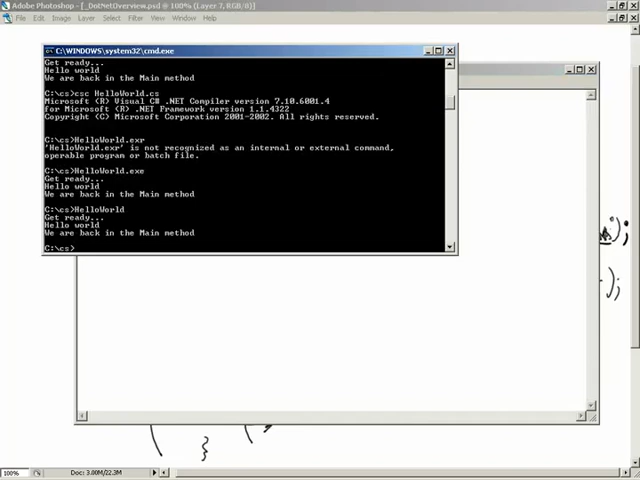 Adobe Photoshop - [_DotNetOverview.psd @ 100% (Layer 7, RGB/8)]
File Edit Image Layer Select Filter View Window Help
C:\WINDOWS\system32\cmd.exe
Get ready...
Hello world
We are back in the Main method
C:\cs>csc HelloWorld.cs
Microsoft (R) Visual C# .NET Compiler version 7.10.6001.4
for Microsoft (R) .NET Framework version 1.1.4322
Copyright (C) Microsoft Corporation 2001-2002. All rights reserved.
C:\cs>HelloWorld.exr
'HelloWorld.exr' is not recognized as an internal or external command,
operable program or batch file.
C:\cs>HelloWorld.exe
Get ready...
Hello world
We are back in the Main method
C:\cs>HelloWorld
Get ready...
Hello world
We are back in the Main method
C:\cs>
);
);
}
100% Doc: 3.00M/22.3M